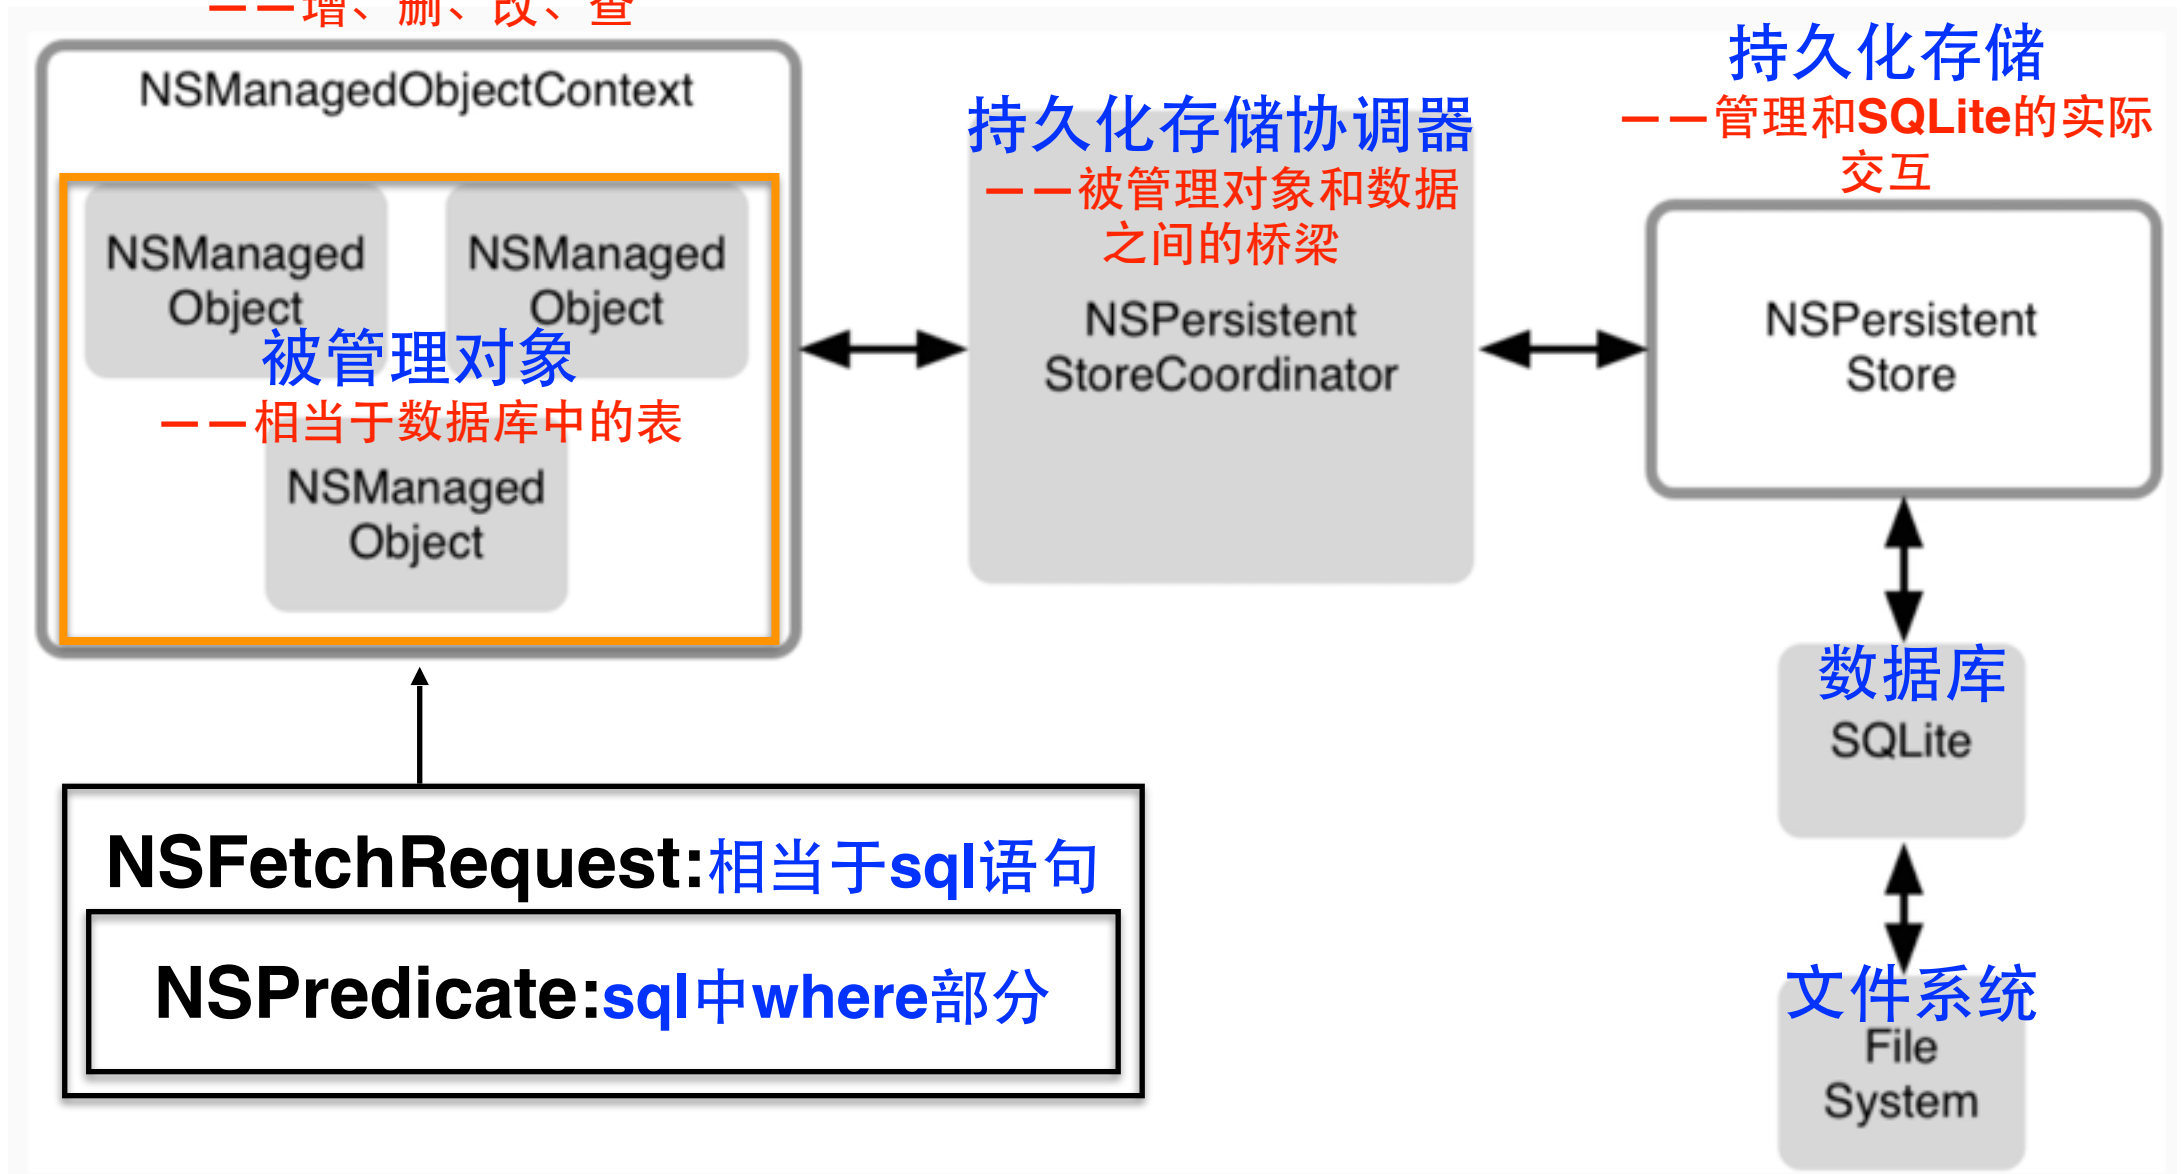 ——增、删、改、查
NSManagedObjectContext
NSManaged
Object
NSManaged
Object
被管理对象
——相当于数据库中的表
NSManaged
Object
持久化存储协调器
——被管理对象和数据
之间的桥梁
NSPersistent
StoreCoordinator
持久化存储
——管理和SQLite的实际
交互
NSPersistent
Store
数据库
SQLite
文件系统
File
System
NSFetchRequest:相当于sql语句
NSPredicate:sql中where部分